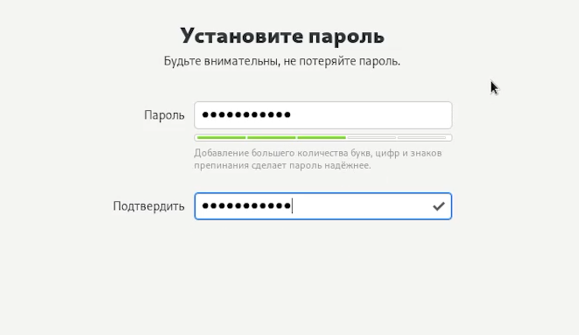 Установите пароль
Будьте внимательны, не потеряйте пароль.
Пароль ●●●●●●●●●●●
Добавление большего количества букв, цифр и знаков
препинания сделает пароль надёжнее.
Подтвердить ●●●●●●●●●●●